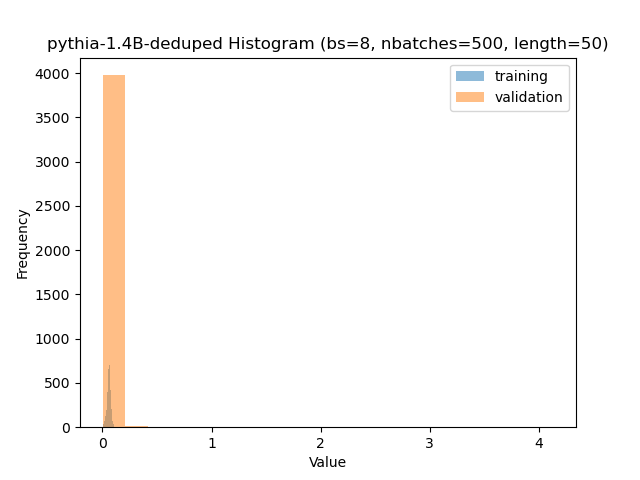 pythia-1.4B-deduped Histogram (bs=8, nbatches=500, length=50)
training
validation
4000
3500
3000
2500
2000
1500
1000
500
0
Frequency
0 1 2 3 4
Value